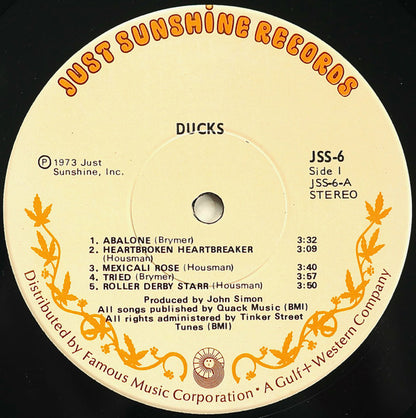 JUST SUNSHINE RECORDS
DUCKS
Ⓟ 1973 Just
Sunshine, Inc.
JSS-6
Side 1
JSS-6-A
STEREO
1. ABALONE (Brymer) 3:32
2. HEARTBROKEN HEARTBREAKER 3:09
(Housman)
3. MEXICALI ROSE (Housman) 3:40
4. TRIED (Brymer) 3:57
5. ROLLER DERBY STARR (Housman) 3:50
Produced by John Simon
All songs published by Quack Music (BMI)
All rights administered by Tinker Street
Tunes (BMI)
Distributed by Famous Music Corporation • A Gulf + Western Company